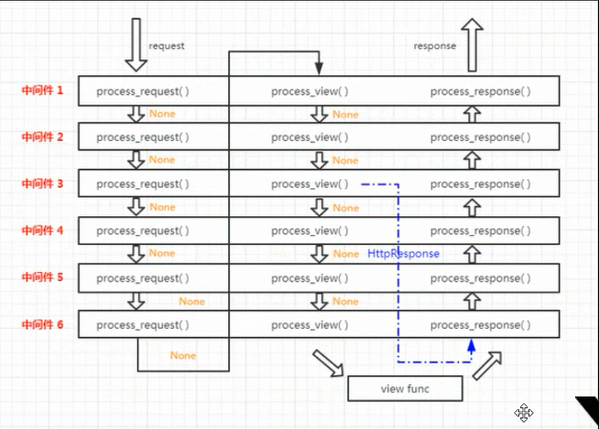 request
response
中间件 1
process_request( )
process_view( )
process_response( )
None
None
中间件 2
process_request( )
process_view( )
process_response( )
None
None
中间件 3
process_request( )
process_view( )
process_response( )
None
None
中间件 4
process_request( )
process_view( )
process_response( )
None
None
HttpResponse
中间件 5
process_request( )
process_view( )
process_response( )
None
None
中间件 6
process_request( )
process_view( )
process_response( )
None
view func